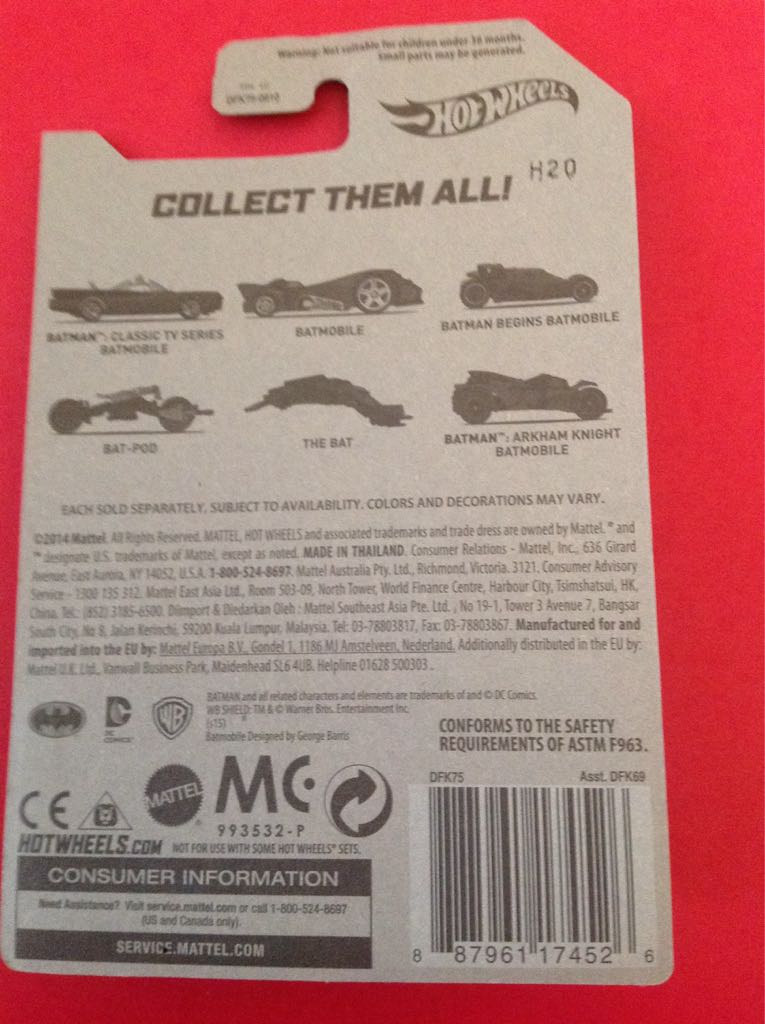 Warning: Not suitable for children under 36 months.
Small parts may be generated.
DFK75-0610
HOT WHEELS
H20
COLLECT THEM ALL!
BATMAN™: CLASSIC TV SERIES
BATMOBILE
BATMOBILE
BATMAN BEGINS BATMOBILE
BAT-POD
THE BAT
BATMAN™: ARKHAM KNIGHT
BATMOBILE
EACH SOLD SEPARATELY, SUBJECT TO AVAILABILITY. COLORS AND DECORATIONS MAY VARY.
©2014 Mattel. All Rights Reserved. MATTEL, HOT WHEELS and associated trademarks and trade dress are owned by Mattel. ® and
™ designate U.S. trademarks of Mattel, except as noted. MADE IN THAILAND. Consumer Relations - Mattel, Inc., 636 Girard
Avenue, East Aurora, NY 14052, U.S.A. 1-800-524-8697. Mattel Australia Pty. Ltd., Richmond, Victoria. 3121. Consumer Advisory
Service - 1300 135 312. Mattel East Asia Ltd., Room 503-09, North Tower, World Finance Centre, Harbour City, Tsimshatsui, HK,
China. Tel.: (852) 3185-6500. Diimport & Diedarkan Oleh : Mattel Southeast Asia Pte. Ltd. , No 19-1, Tower 3 Avenue 7, Bangsar
South City, No 8, Jalan Kerinchi, 59200 Kuala Lumpur, Malaysia. Tel: 03-78803817, Fax: 03-78803867. Manufactured for and
imported into the EU by: Mattel Europa B.V., Gondel 1, 1186 MJ Amstelveen, Nederland. Additionally distributed in the EU by:
Mattel U.K. Ltd., Vanwall Business Park, Maidenhead SL6 4UB. Helpline 01628 500303 .
DC
COMICS
WB
BATMAN and all related characters and elements are trademarks of and © DC Comics.
WB SHIELD: TM & © Warner Bros. Entertainment Inc.
(s15)
Batmobile Designed by George Barris
CONFORMS TO THE SAFETY
REQUIREMENTS OF ASTM F963.
CE
MATTEL
MC
993532-P
HOTWHEELS.COM NOT FOR USE WITH SOME HOT WHEELS® SETS.
CONSUMER INFORMATION
Need Assistance? Visit service.mattel.com or call 1-800-524-8697
(US and Canada only).
SERVICE.MATTEL.COM
DFK75 Asst. DFK69
8 87961 17452 6